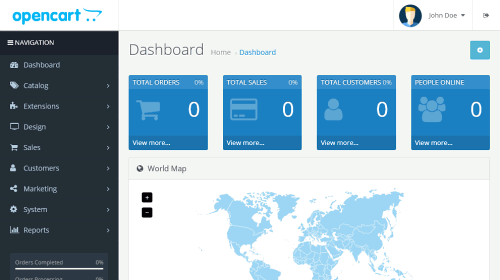 opencart
John Doe
NAVIGATION
Dashboard
Catalog
Extensions
Design
Sales
Customers
Marketing
System
Reports
Orders Completed 0%
Orders Processing 0%
Dashboard
Home Dashboard
TOTAL ORDERS 0%
0
View more...
TOTAL SALES 0%
0
View more...
TOTAL CUSTOMERS 0%
0
View more...
PEOPLE ONLINE
0
View more...
World Map
+
−